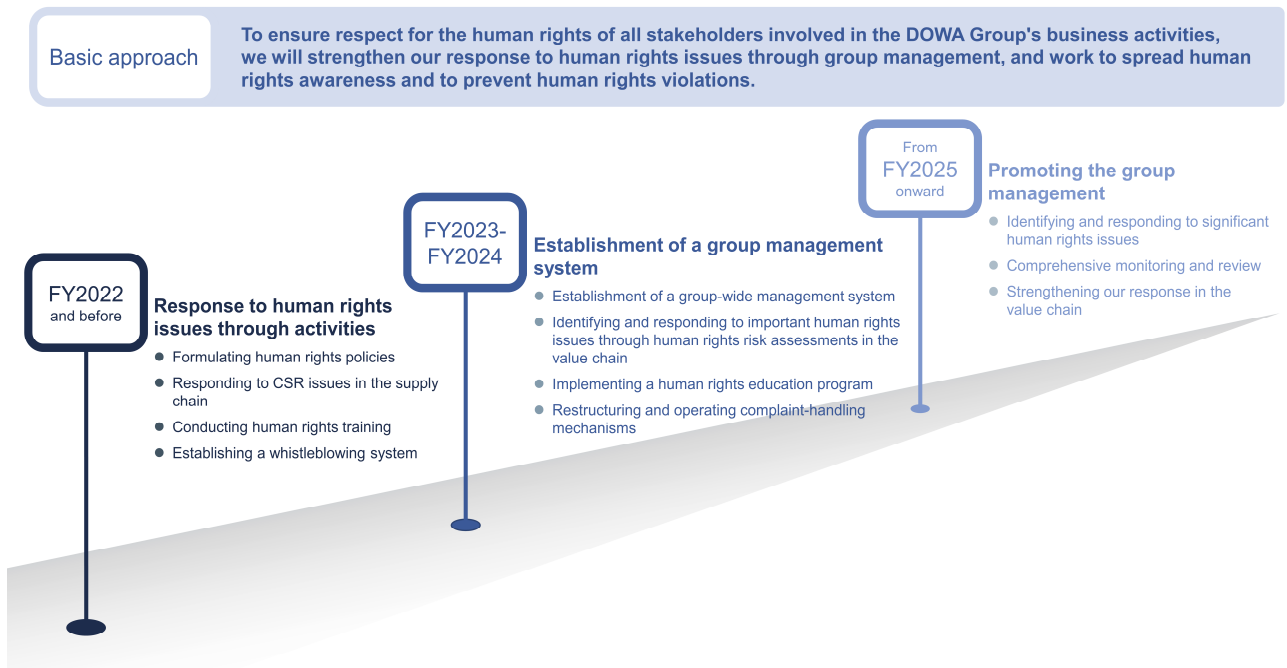 Basic approach
To ensure respect for the human rights of all stakeholders involved in the DOWA Group's business activities,
we will strengthen our response to human rights issues through group management, and work to spread human
rights awareness and to prevent human rights violations.
FY2022
and before
Response to human rights
issues through activities
Formulating human rights policies
Responding to CSR issues in the supply
chain
Conducting human rights training
Establishing a whistleblowing system
FY2023-
FY2024
Establishment of a group management
system
Establishment of a group-wide management system
Identifying and responding to important human rights
issues through human rights risk assessments in the
value chain
Implementing a human rights education program
Restructuring and operating complaint-handling
mechanisms
From
FY2025
onward
Promoting the group
management
Identifying and responding to significant
human rights issues
Comprehensive monitoring and review
Strengthening our response in the
value chain